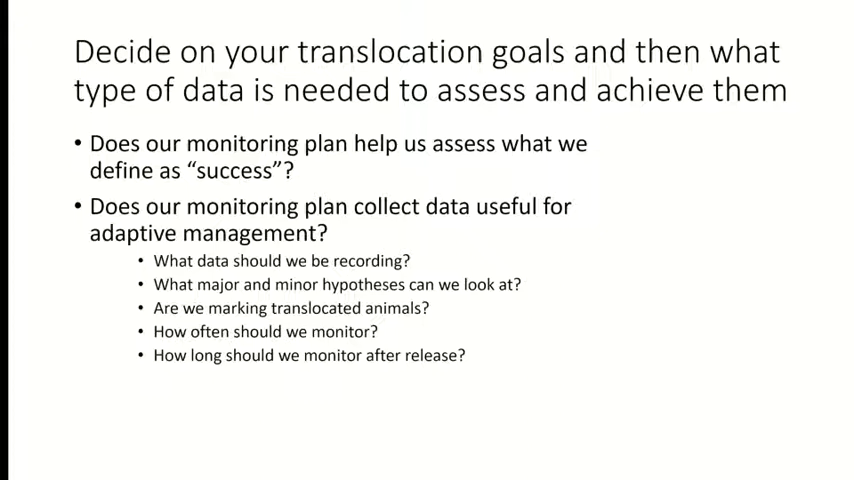 Decide on your translocation goals and then what
type of data is needed to assess and achieve them
• Does our monitoring plan help us assess what we
define as “success”?
• Does our monitoring plan collect data useful for
adaptive management?
• What data should we be recording?
• What major and minor hypotheses can we look at?
• Are we marking translocated animals?
• How often should we monitor?
• How long should we monitor after release?